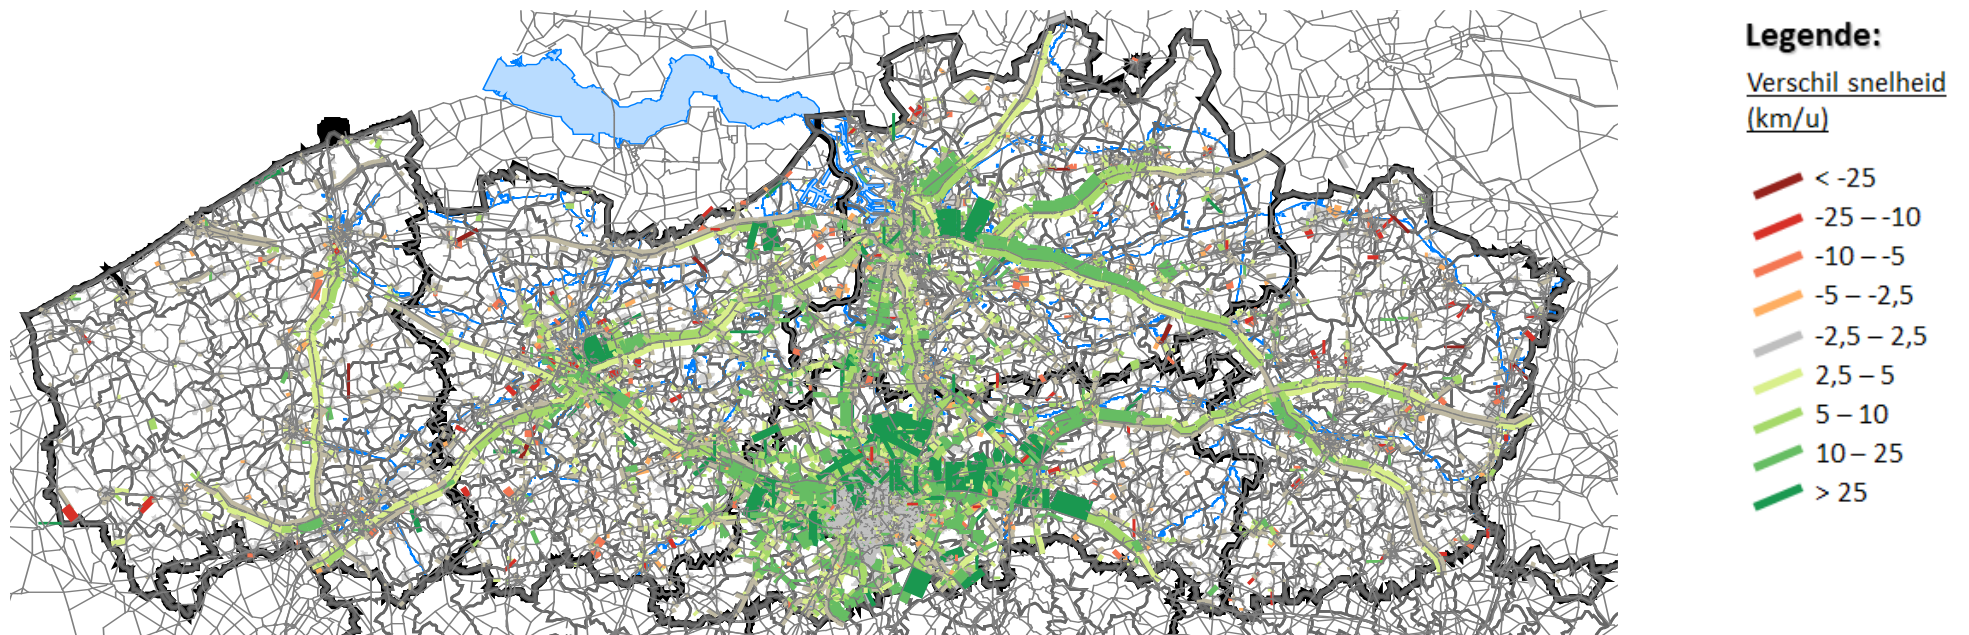 Legende:
Verschil snelheid
(km/u)
< -25
-25 – -10
-10 – -5
-5 – -2,5
-2,5 – 2,5
2,5 – 5
5 – 10
10 – 25
> 25